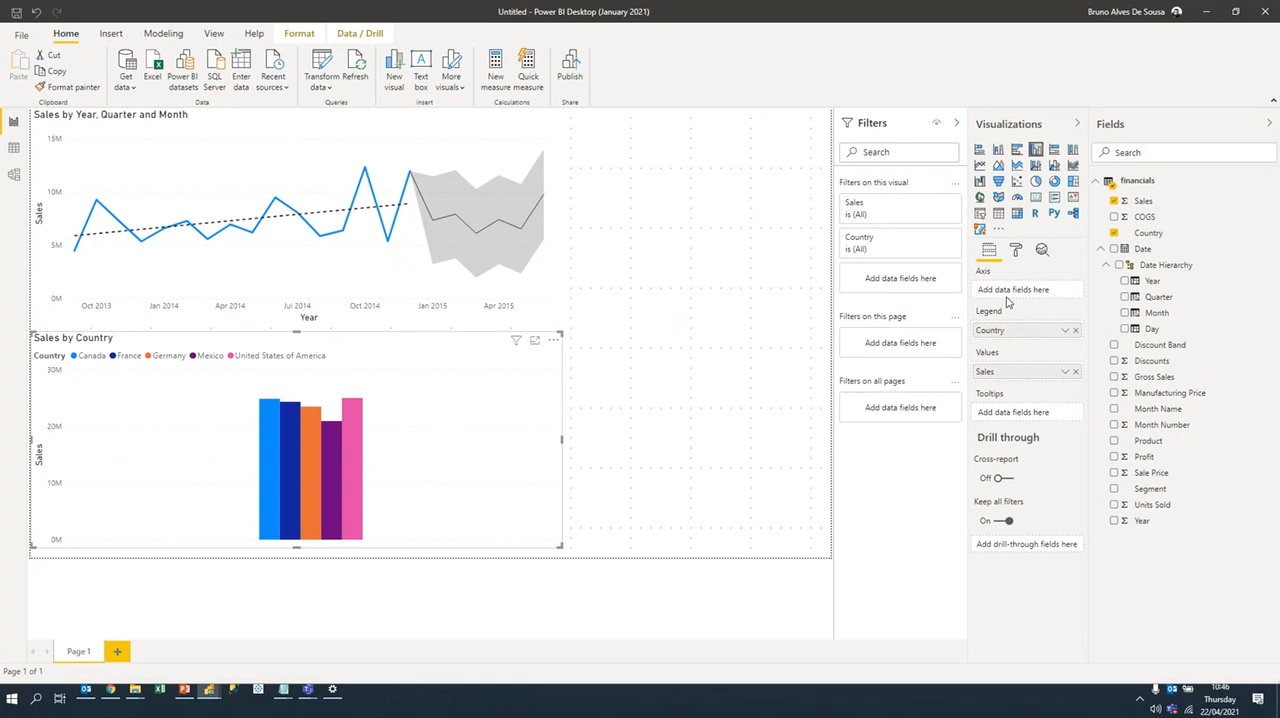 Untitled - Power BI Desktop (January 2021)
Bruno Alves De Sousa
File
Home
Insert
Modeling
View
Help
Format
Data / Drill
Paste
Cut
Copy
Format painter
Clipboard
Get data
Excel
Power BI datasets
SQL Server
Enter data
Recent sources
Data
Transform data
Refresh
Queries
New visual
Text box
More visuals
Insert
New measure
Quick measure
Calculations
Publish
Share
Sales by Year, Quarter and Month
15M
10M
5M
0M
Sales
Oct 2013
Jan 2014
Apr 2014
Jul 2014
Oct 2014
Jan 2015
Apr 2015
Year
Sales by Country
Country Canada France Germany Mexico United States of America
30M
20M
10M
0M
Sales
Filters
Search
Filters on this visual
Sales
is (All)
Country
is (All)
Add data fields here
Filters on this page
Add data fields here
Filters on all pages
Add data fields here
Visualizations
R
Py
Axis
Add data fields here
Legend
Country
Values
Sales
Tooltips
Add data fields here
Drill through
Cross-report
Off
Keep all filters
On
Add drill-through fields here
Fields
Search
financials
Σ Sales
Σ COGS
Country
Date
Date Hierarchy
Year
Quarter
Month
Day
Discount Band
Σ Discounts
Σ Gross Sales
Σ Manufacturing Price
Month Name
Σ Month Number
Product
Σ Profit
Σ Sale Price
Segment
Σ Units Sold
Σ Year
Page 1
Page 1 of 1
10:46
Thursday
22/04/2021